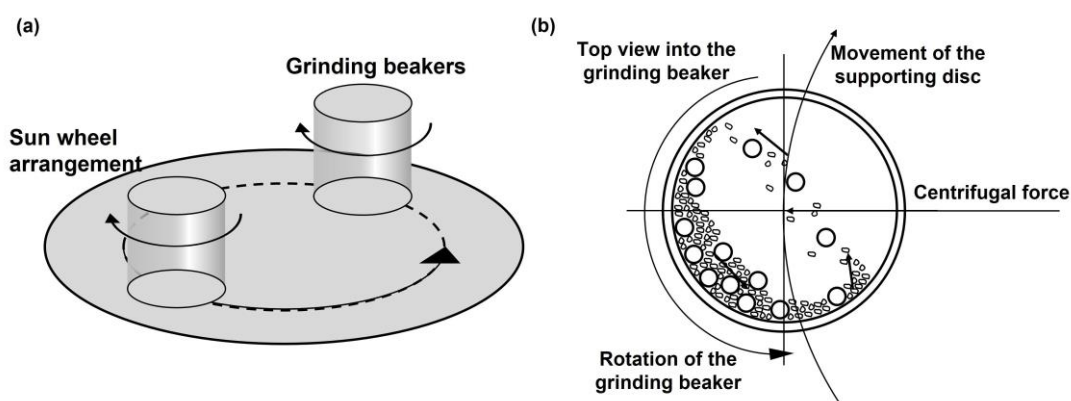 (a)
Grinding beakers
Sun wheel
arrangement
(b)
Top view into the
grinding beaker
Movement of the
supporting disc
Centrifugal force
Rotation of the
grinding beaker